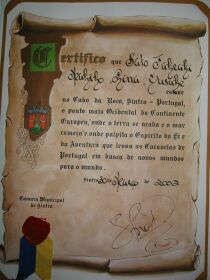 Certifico que
esteve
no Cabo da Roca, Sintra - Portugal,
o ponto mais Ocidental do Continente
Europeu, onde a terra se acaba e o mar
começa e onde palpita o Espírito da Fé e
da Aventura que levou as Caravelas de
Portugal em busca de novos mundos
para o mundo.
Sintra, de Março de 2003
Câmara Municipal
de Sintra